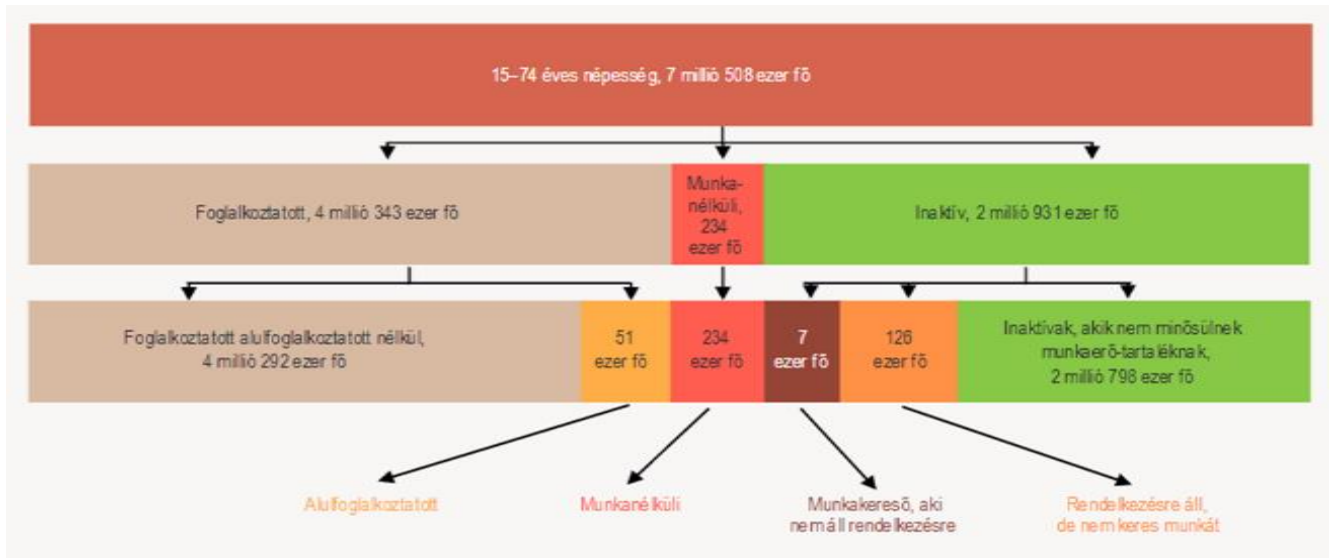 15–74 éves népesség, 7 millió 508 ezer fő
Foglalkoztatott, 4 millió 343 ezer fő
Munka-
nélküli,
234
ezer fő
Inaktív, 2 millió 931 ezer fő
Foglalkoztatott alulfoglalkoztatott nélkül,
4 millió 292 ezer fő
51
ezer fő
234
ezer fő
7
ezer fő
126
ezer fő
Inaktívak, akik nem minősülnek
munkaerő-tartaléknak,
2 millió 798 ezer fő
Alulfoglalkoztatott
Munkanélküli
Munkakereső, aki
nem áll rendelkezésre
Rendelkezésre áll,
de nem keres munkát